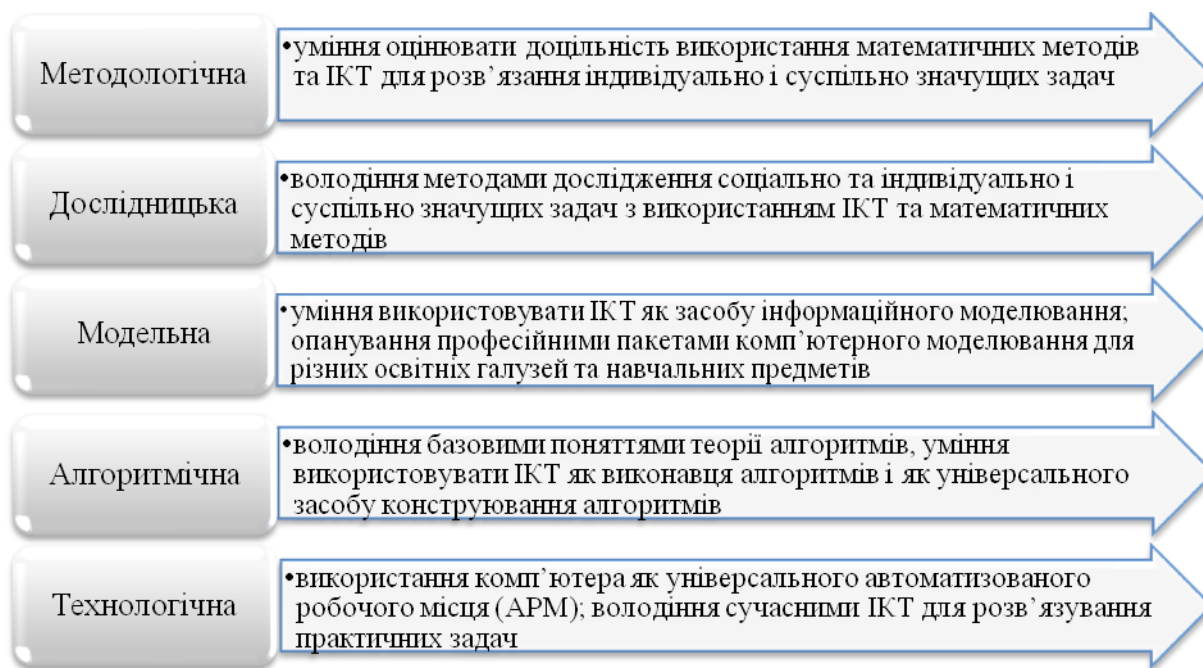 Методологічна
•уміння оцінювати доцільність використання математичних методів
та ІКТ для розв’язання індивідуально і суспільно значущих задач
Дослідницька
•володіння методами дослідження соціально та індивідуально і
суспільно значущих задач з використанням ІКТ та математичних
методів
Модельна
•уміння використовувати ІКТ як засобу інформаційного моделювання;
опанування професійними пакетами комп’ютерного моделювання для
різних освітніх галузей та навчальних предметів
Алгоритмічна
•володіння базовими поняттями теорії алгоритмів, уміння
використовувати ІКТ як виконавця алгоритмів і як універсального
засобу конструювання алгоритмів
Технологічна
•використання комп’ютера як універсального автоматизованого
робочого місця (АРМ); володіння сучасними ІКТ для розв’язування
практичних задач